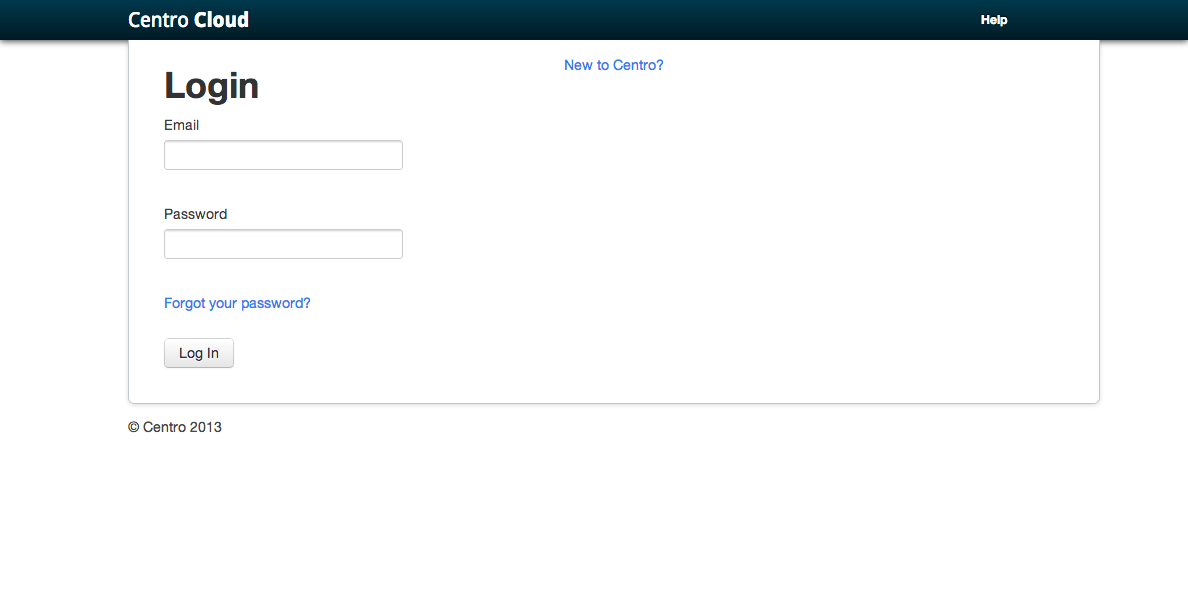 Centro Cloud
Help
New to Centro?
Login
Email
Password
Forgot your password?
Log In
© Centro 2013